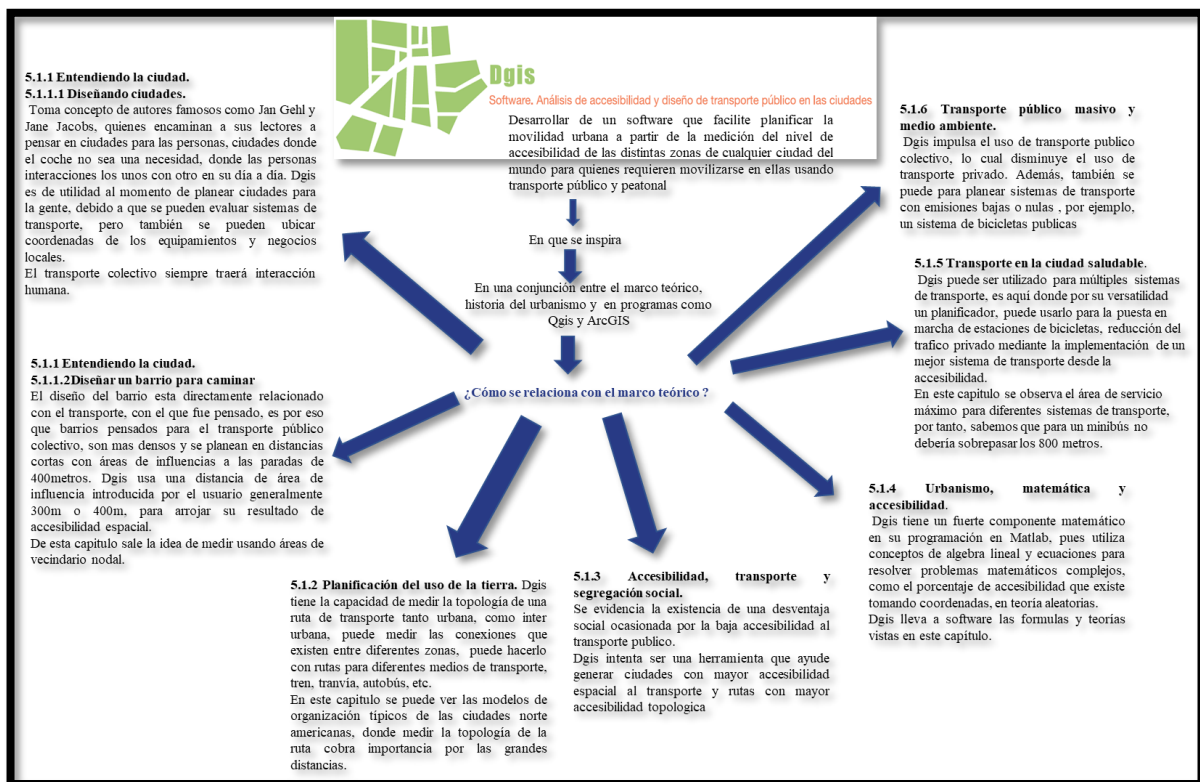 Dgis
Software, Análisis de accesibilidad y diseño de transporte público en las ciudades
Desarrollar de un software que facilite planificar la
movilidad urbana a partir de la medición del nivel de
accesibilidad de las distintas zonas de cualquier ciudad del
mundo para quienes requieren movilizarse en ellas usando
transporte público y peatonal
En que se inspira
En una conjunción entre el marco teórico,
historia del urbanismo y en programas como
Qgis y ArcGIS
¿Cómo se relaciona con el marco teórico ?
5.1.1 Entendiendo la ciudad.
5.1.1.1 Diseñando ciudades.
Toma concepto de autores famosos como Jan Gehl y
Jane Jacobs, quienes encaminan a sus lectores a
pensar en ciudades para las personas, ciudades donde
el coche no sea una necesidad, donde las personas
interacciones los unos con otro en su día a día. Dgis
es de utilidad al momento de planear ciudades para
la gente, debido a que se pueden evaluar sistemas de
transporte, pero también se pueden ubicar
coordenadas de los equipamientos y negocios
locales.
El transporte colectivo siempre traerá interacción
humana.
5.1.1 Entendiendo la ciudad.
5.1.1.2Diseñar un barrio para caminar
El diseño del barrio esta directamente relacionado
con el transporte, con el que fue pensado, es por eso
que barrios pensados para el transporte público
colectivo, son mas densos y se planean en distancias
cortas con áreas de influencias a las paradas de
400metros. Dgis usa una distancia de área de
influencia introducida por el usuario generalmente
300m o 400m, para arrojar su resultado de
accesibilidad espacial.
De esta capitulo sale la idea de medir usando áreas de
vecindario nodal.
5.1.2 Planificación del uso de la tierra. Dgis
tiene la capacidad de medir la topología de una
ruta de transporte tanto urbana, como inter
urbana, puede medir las conexiones que
existen entre diferentes zonas, puede hacerlo
con rutas para diferentes medios de transporte,
tren, tranvía, autobús, etc.
En este capitulo se puede ver las modelos de
organización típicos de las ciudades norte
americanas, donde medir la topología de la
ruta cobra importancia por las grandes
distancias.
5.1.3 Accesibilidad, transporte y
segregación social.
Se evidencia la existencia de una desventaja
social ocasionada por la baja accesibilidad al
transporte publico.
Dgis intenta ser una herramienta que ayude
generar ciudades con mayor accesibilidad
espacial al transporte y rutas con mayor
accesibilidad topologica
5.1.4 Urbanismo, matemática y
accesibilidad.
Dgis tiene un fuerte componente matemático
en su programación en Matlab, pues utiliza
conceptos de algebra lineal y ecuaciones para
resolver problemas matemáticos complejos,
como el porcentaje de accesibilidad que existe
tomando coordenadas, en teoría aleatorias.
Dgis lleva a software las formulas y teorías
vistas en este capítulo.
5.1.5 Transporte en la ciudad saludable.
Dgis puede ser utilizado para múltiples sistemas
de transporte, es aquí donde por su versatilidad
un planificador, puede usarlo para la puesta en
marcha de estaciones de bicicletas, reducción del
trafico privado mediante la implementación de un
mejor sistema de transporte desde la
accesibilidad.
En este capitulo se observa el área de servicio
máximo para diferentes sistemas de transporte,
por tanto, sabemos que para un minibús no
debería sobrepasar los 800 metros.
5.1.6 Transporte público masivo y
medio ambiente.
Dgis impulsa el uso de transporte publico
colectivo, lo cual disminuye el uso de
transporte privado. Además, también se
puede para planear sistemas de transporte
con emisiones bajas o nulas , por ejemplo,
un sistema de bicicletas publicas